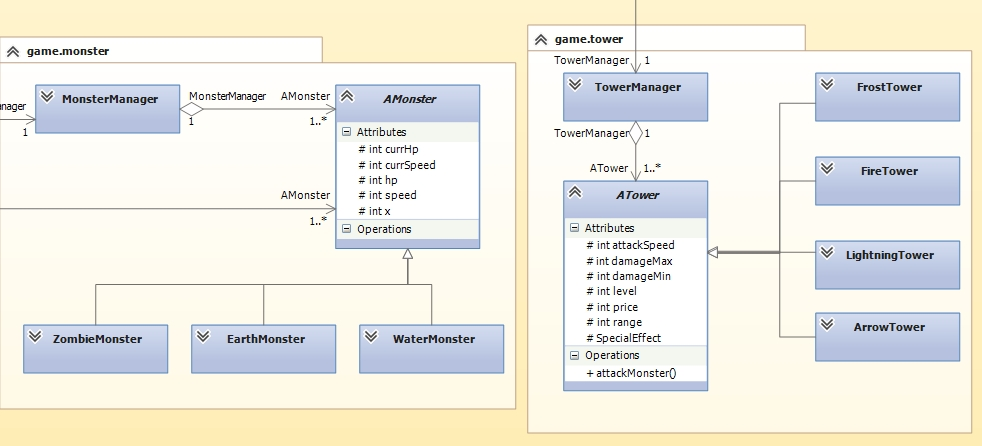 game.monster
MonsterManager
MonsterManager
1
AMonster
1..*
nager
1
AMonster
Attributes
# int currHp
# int currSpeed
# int hp
# int speed
# int x
Operations
AMonster
1..*
ZombieMonster
EarthMonster
WaterMonster
game.tower
TowerManager
1
TowerManager
TowerManager
1
ATower
1..*
ATower
Attributes
# int attackSpeed
# int damageMax
# int damageMin
# int level
# int price
# int range
# SpecialEffect
Operations
+ attackMonster()
FrostTower
FireTower
LightningTower
ArrowTower